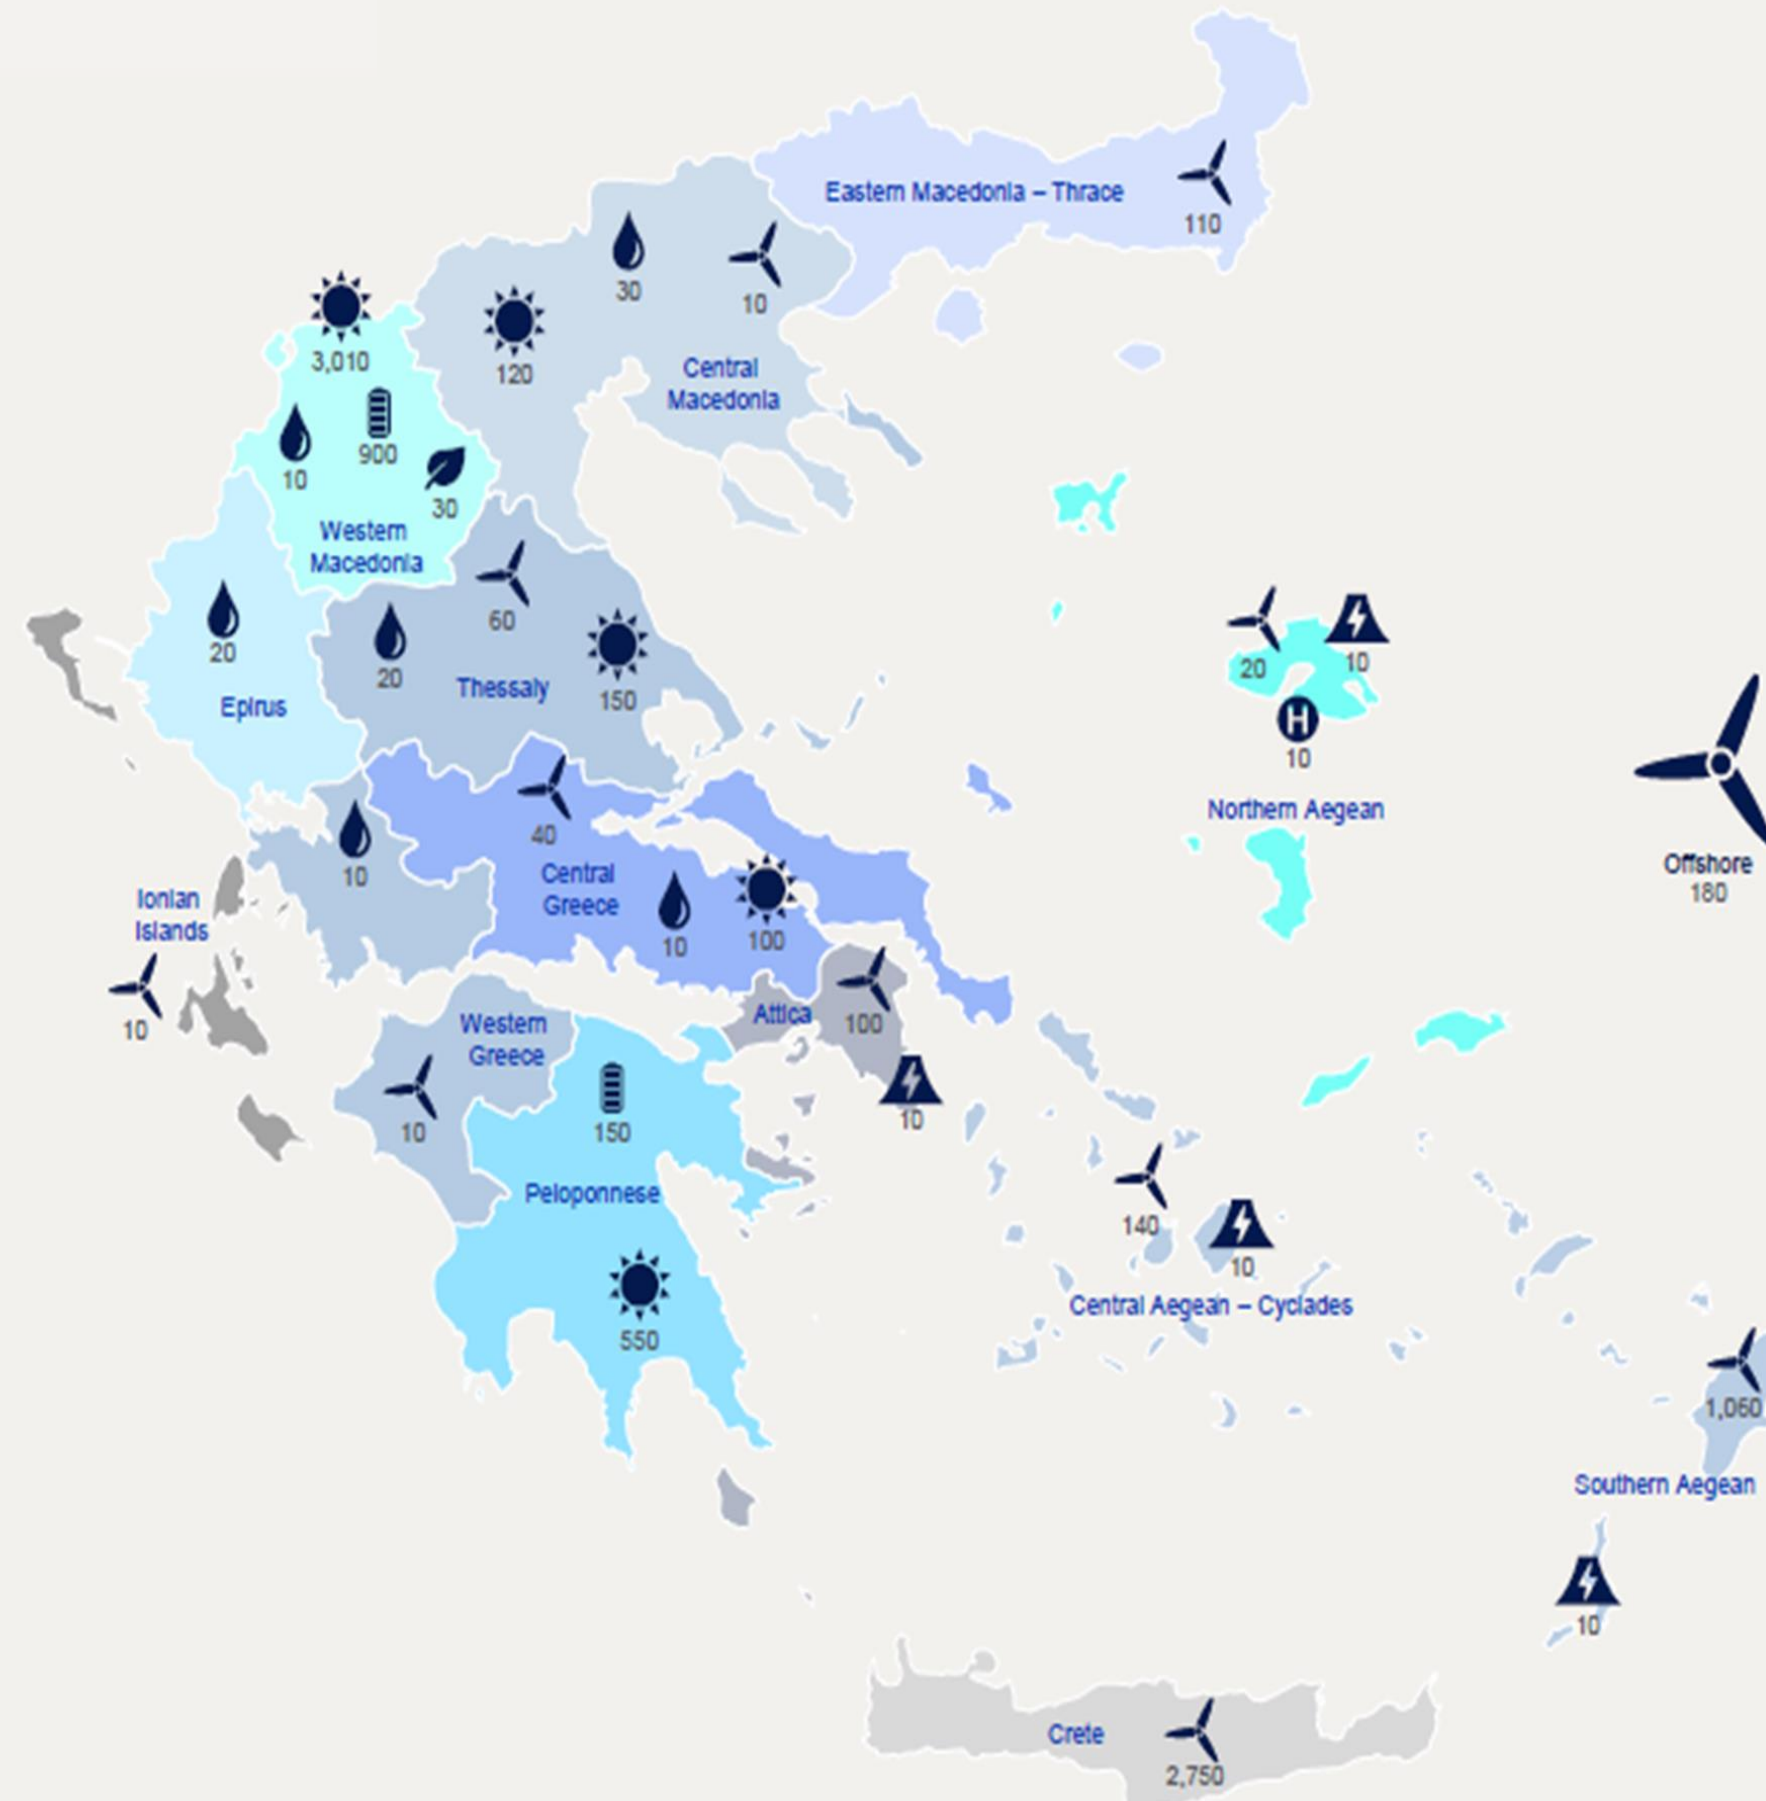 Eastern Macedonia – Thrace
110
30
10
3,010
120
Central
Macedonia
900
10
30
Western
Macedonia
60
20
20
Thessaly
150
Epirus
20
10
10
Northern Aegean
40
Offshore
180
10
Central
Greece
Ionian
Islands
10
100
Attica
100
10
Western
Greece
10
150
10
Peloponnese
140
10
Central Aegean – Cyclades
550
1,060
Southern Aegean
10
Crete
2,750